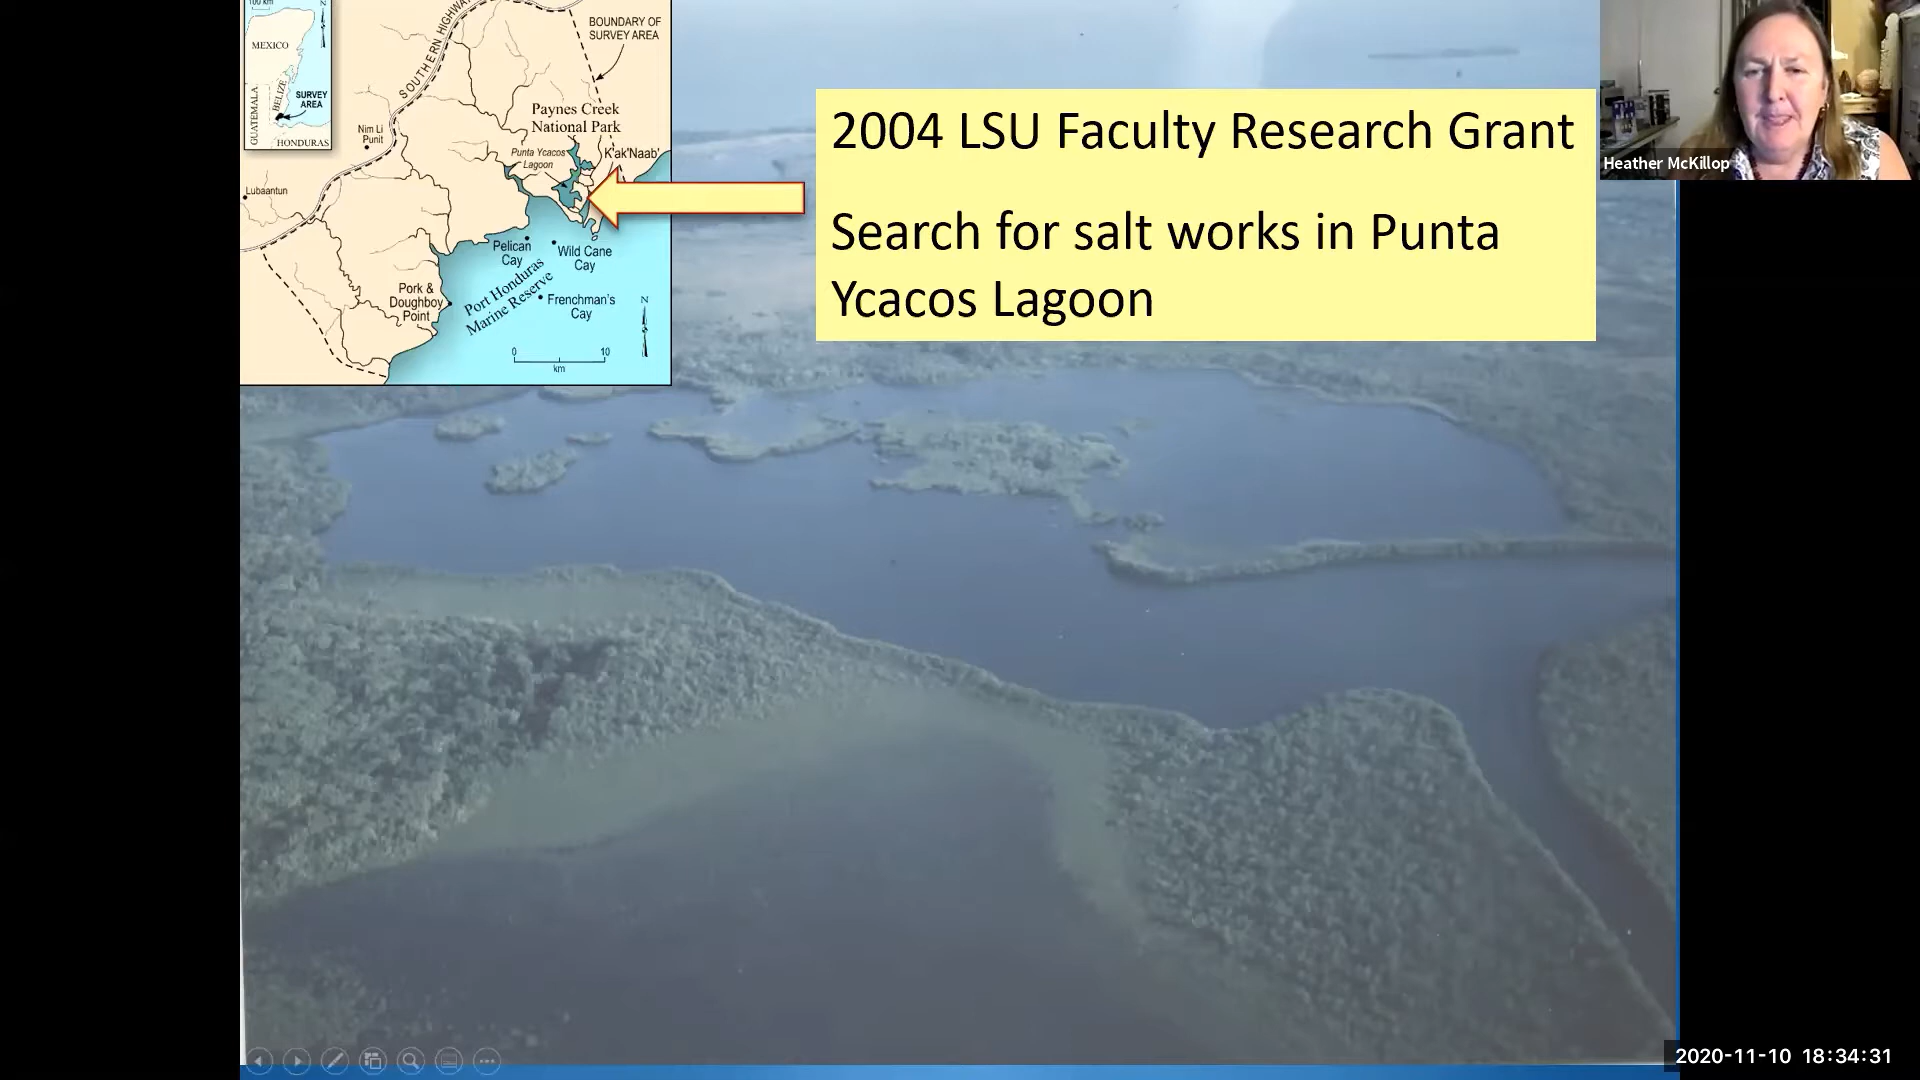 100 km
N
MEXICO
BELIZE
SURVEY
AREA
GUATEMALA
HONDURAS
SOUTHERN HIGHWAY
BOUNDARY OF
SURVEY AREA
Paynes Creek
National Park
Nim Li
Punit
Punta Ycacos
Lagoon
K'ak'Naab'
Lubaantun
Pelican
Cay
Wild Cane
Cay
Port Honduras
Marine Reserve
Pork &
Doughboy
Point
Frenchman's
Cay
N
0 10
km
2004 LSU Faculty Research Grant
Search for salt works in Punta
Ycacos Lagoon
Heather McKillop
2020-11-10 18:34:31